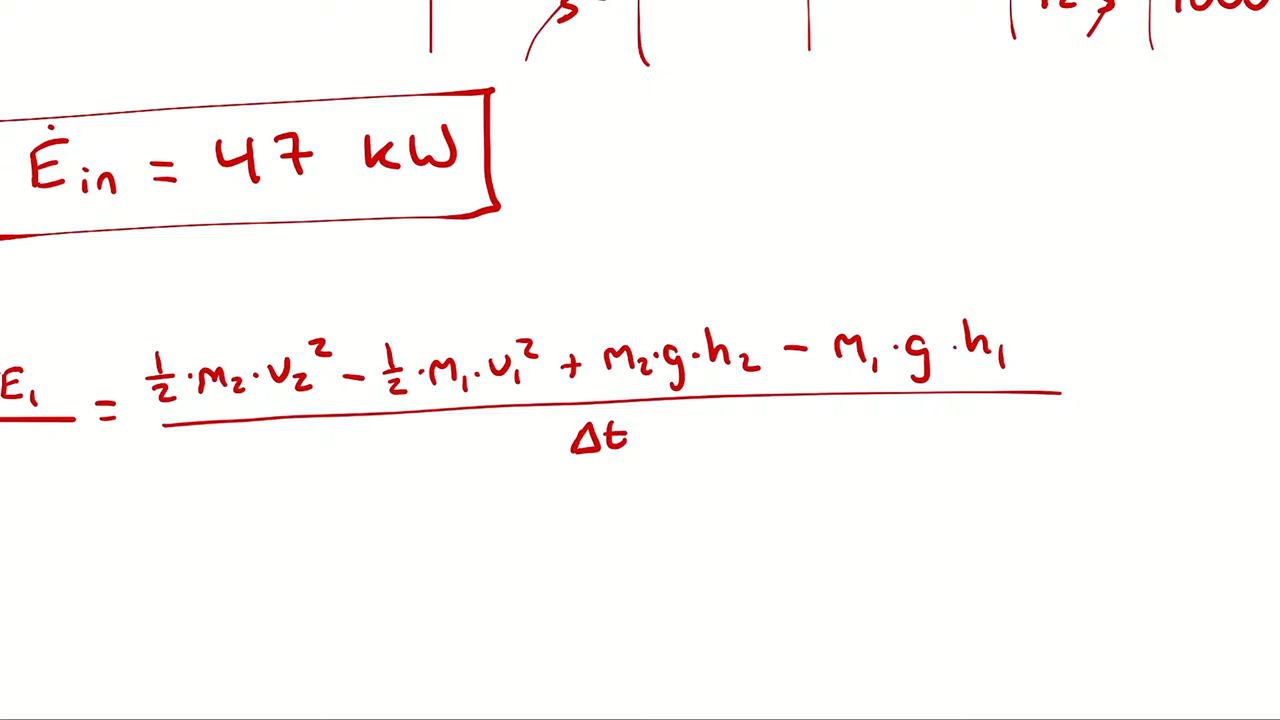 Ė_in = 47 kW
E₁ = ½·m₂·v₂² − ½·m₁·v₁² + m₂·g·h₂ − m₁·g·h₁
Δt